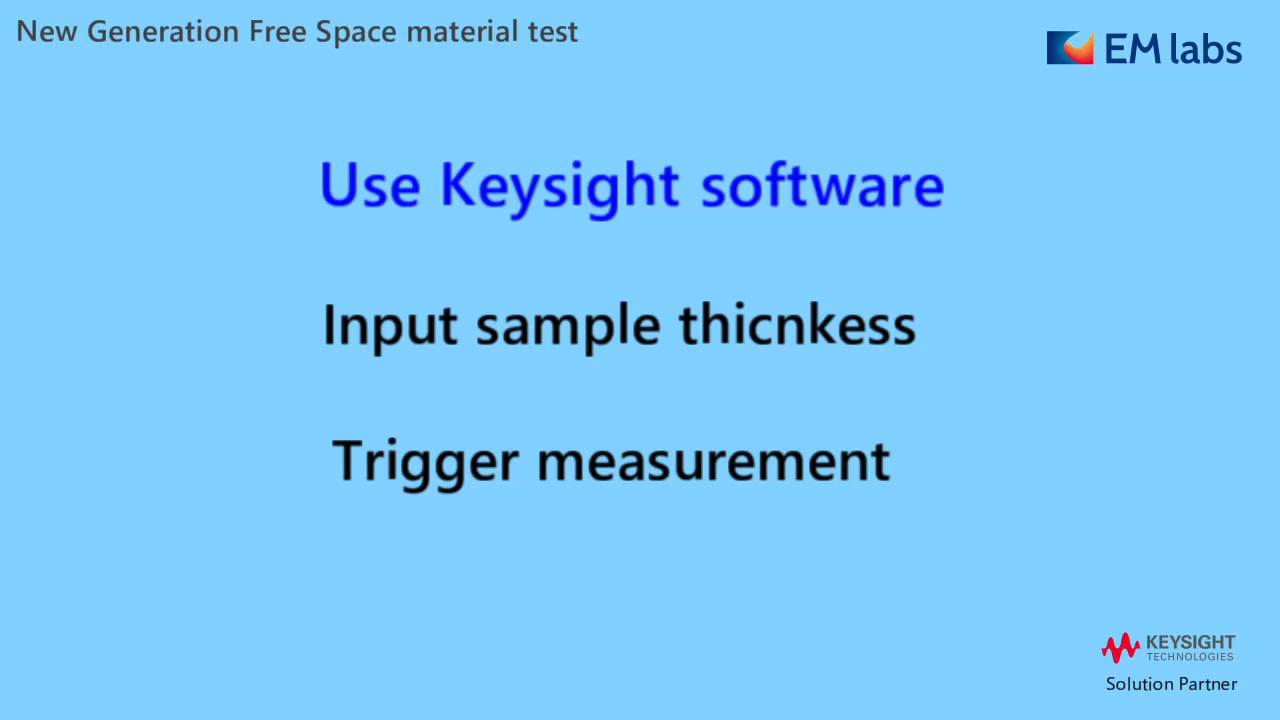 New Generation Free Space material test
EM labs
Use Keysight software
Input sample thicnkess
Trigger measurement
KEYSIGHT
TECHNOLOGIES
Solution Partner